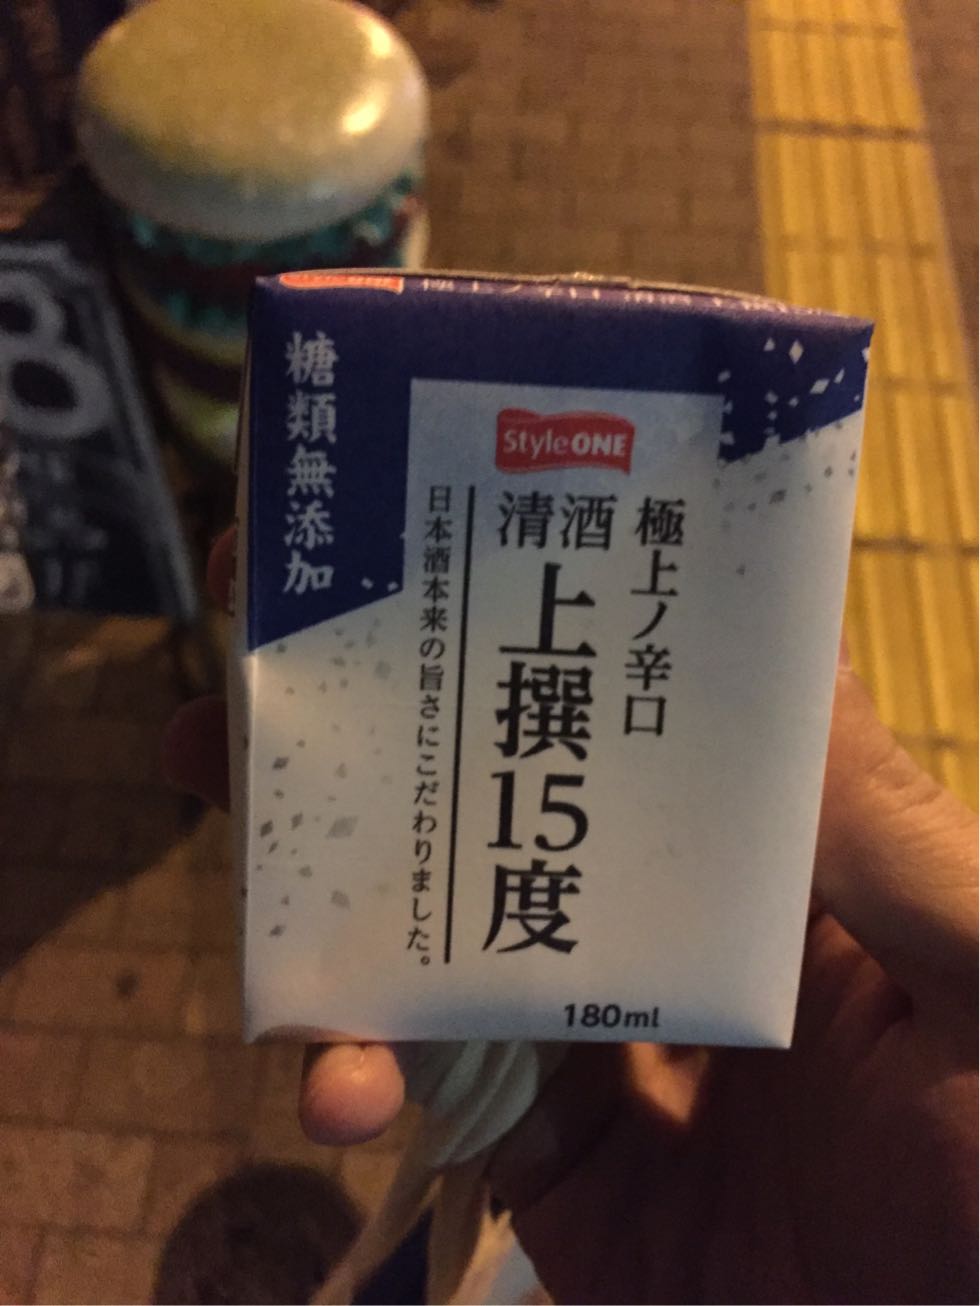 StyleONE
極上ノ辛口
清酒
上撰15度
日本酒本来の旨さにこだわりました。
糖類無添加
180ml
8